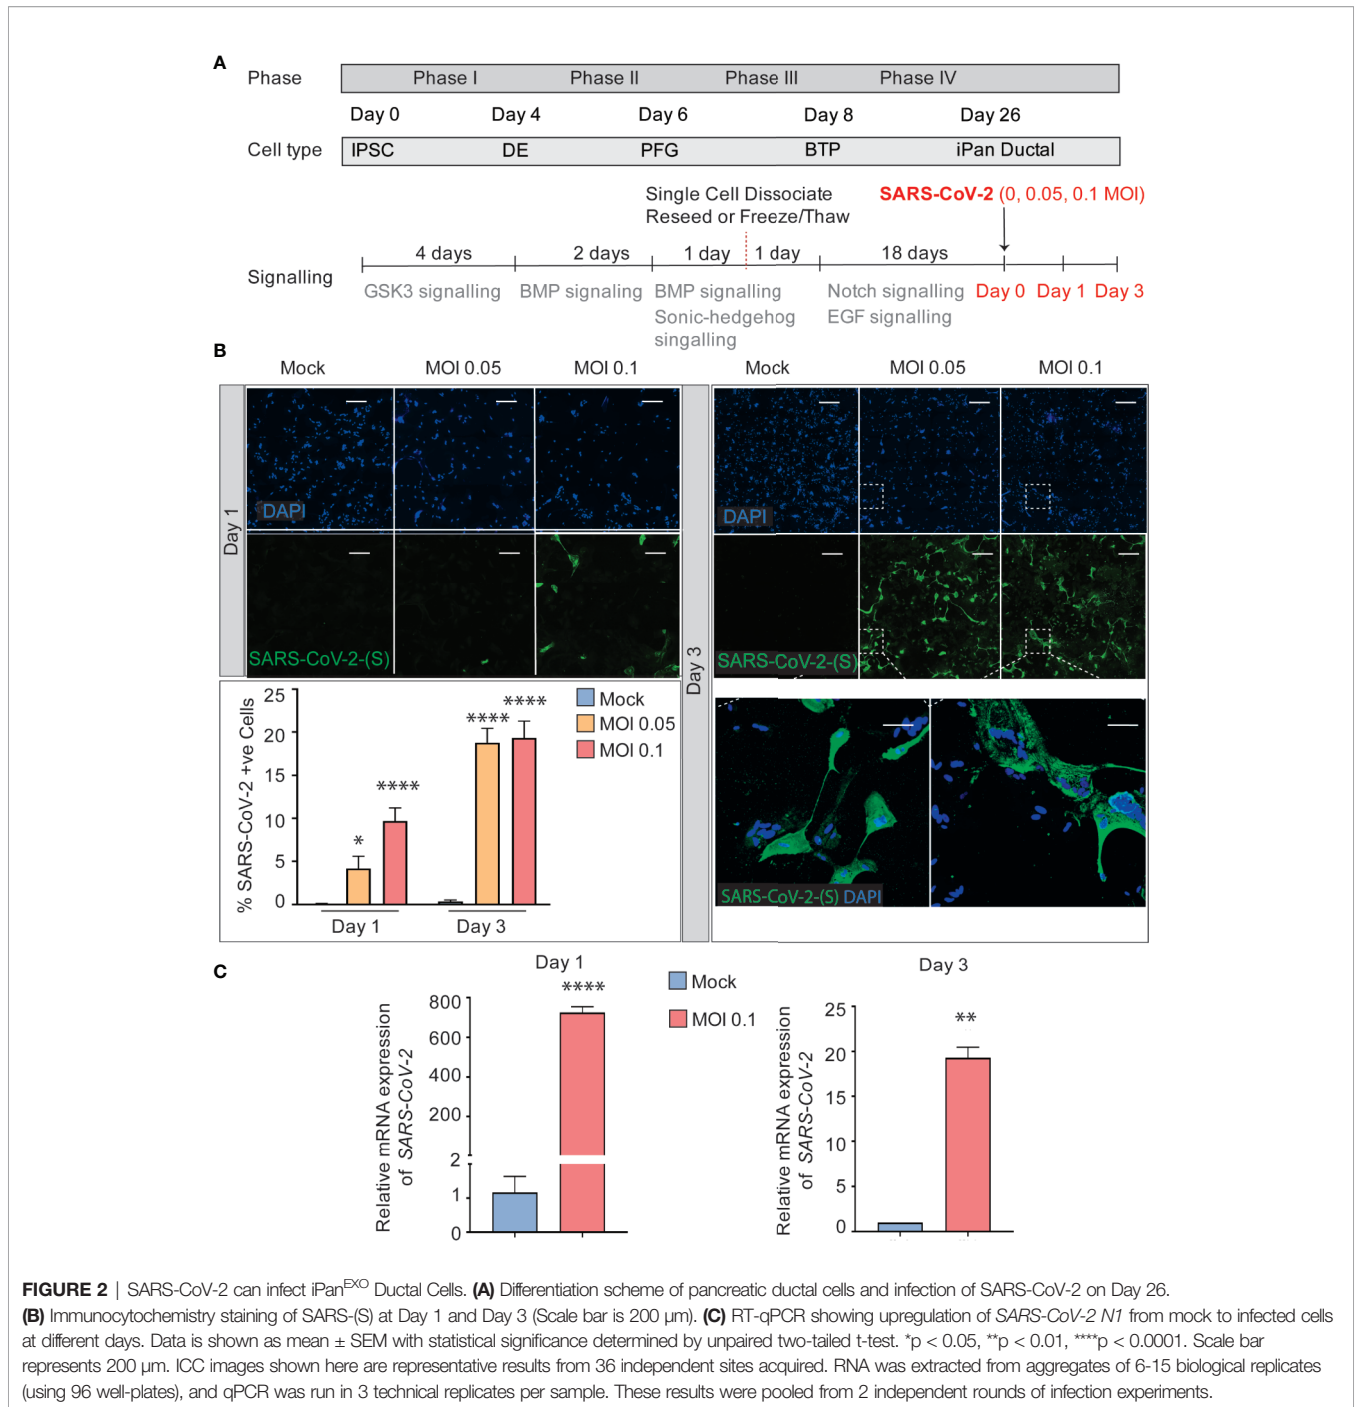 A
Phase
Phase I Phase II Phase III Phase IV
Day 0 Day 4 Day 6 Day 8 Day 26
Cell type
IPSC DE PFG BTP iPan Ductal
Single Cell Dissociate
Reseed or Freeze/Thaw
SARS-CoV-2 (0, 0.05, 0.1 MOI)
4 days 2 days 1 day 1 day 18 days
Signalling
GSK3 signalling BMP signaling BMP signalling Notch signalling Day 0 Day 1 Day 3
Sonic-hedgehog EGF signalling
singalling
B
Mock MOI 0.05 MOI 0.1 Mock MOI 0.05 MOI 0.1
Day 1
DAPI
SARS-CoV-2-(S)
Day 3
DAPI
SARS-CoV-2-(S)
SARS-CoV-2-(S) DAPI
% SARS-CoV-2 +ve Cells
25
20
15
10
5
0
*
****
****
****
Day 1 Day 3
Mock
MOI 0.05
MOI 0.1
C
Day 1
Relative mRNA expression
of SARS-CoV-2
800
600
400
200
2
1
0
****
Mock
MOI 0.1
Day 3
Relative mRNA expression
of SARS-CoV-2
25
20
15
10
5
0
**
FIGURE 2 | SARS-CoV-2 can infect iPanEXO Ductal Cells. (A) Differentiation scheme of pancreatic ductal cells and infection of SARS-CoV-2 on Day 26.
(B) Immunocytochemistry staining of SARS-(S) at Day 1 and Day 3 (Scale bar is 200 µm). (C) RT-qPCR showing upregulation of SARS-CoV-2 N1 from mock to infected cells
at different days. Data is shown as mean ± SEM with statistical significance determined by unpaired two-tailed t-test. *p < 0.05, **p < 0.01, ****p < 0.0001. Scale bar
represents 200 µm. ICC images shown here are representative results from 36 independent sites acquired. RNA was extracted from aggregates of 6-15 biological replicates
(using 96 well-plates), and qPCR was run in 3 technical replicates per sample. These results were pooled from 2 independent rounds of infection experiments.